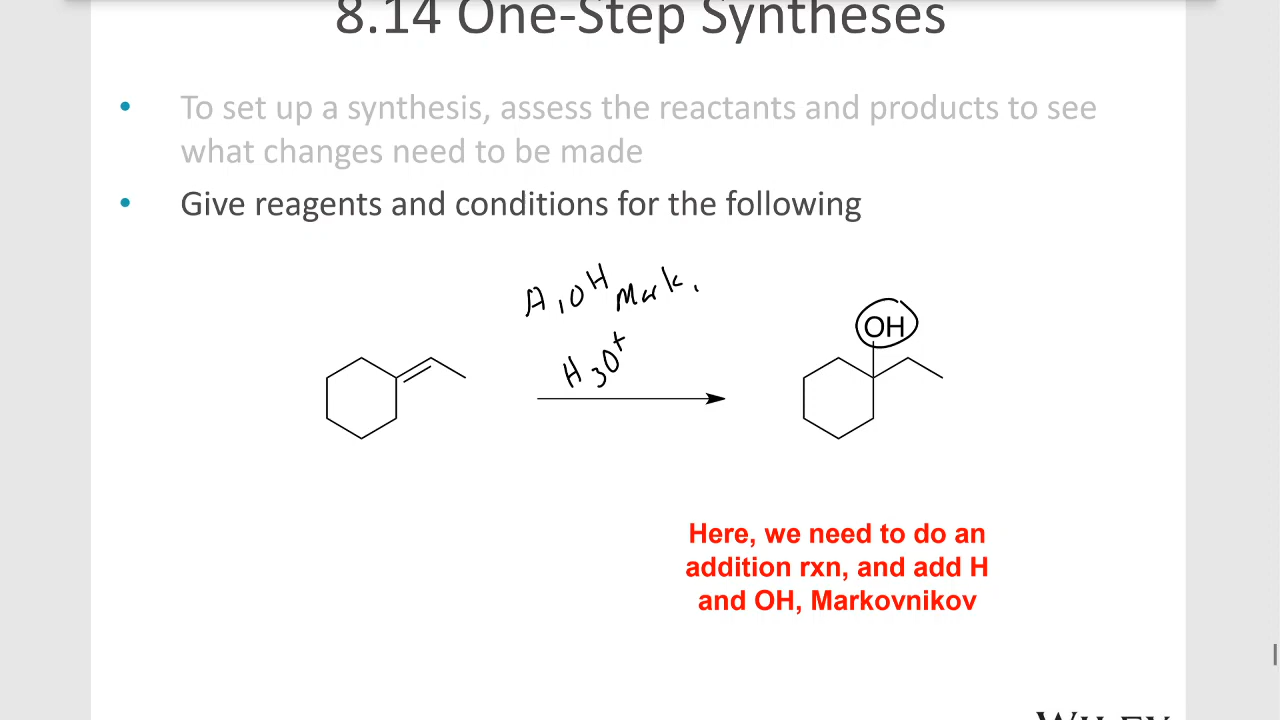 8.14 One-Step Syntheses
• To set up a synthesis, assess the reactants and products to see
what changes need to be made
• Give reagents and conditions for the following
A, OH Mark.
H3O+
OH
Here, we need to do an
addition rxn, and add H
and OH, Markovnikov
WILEY